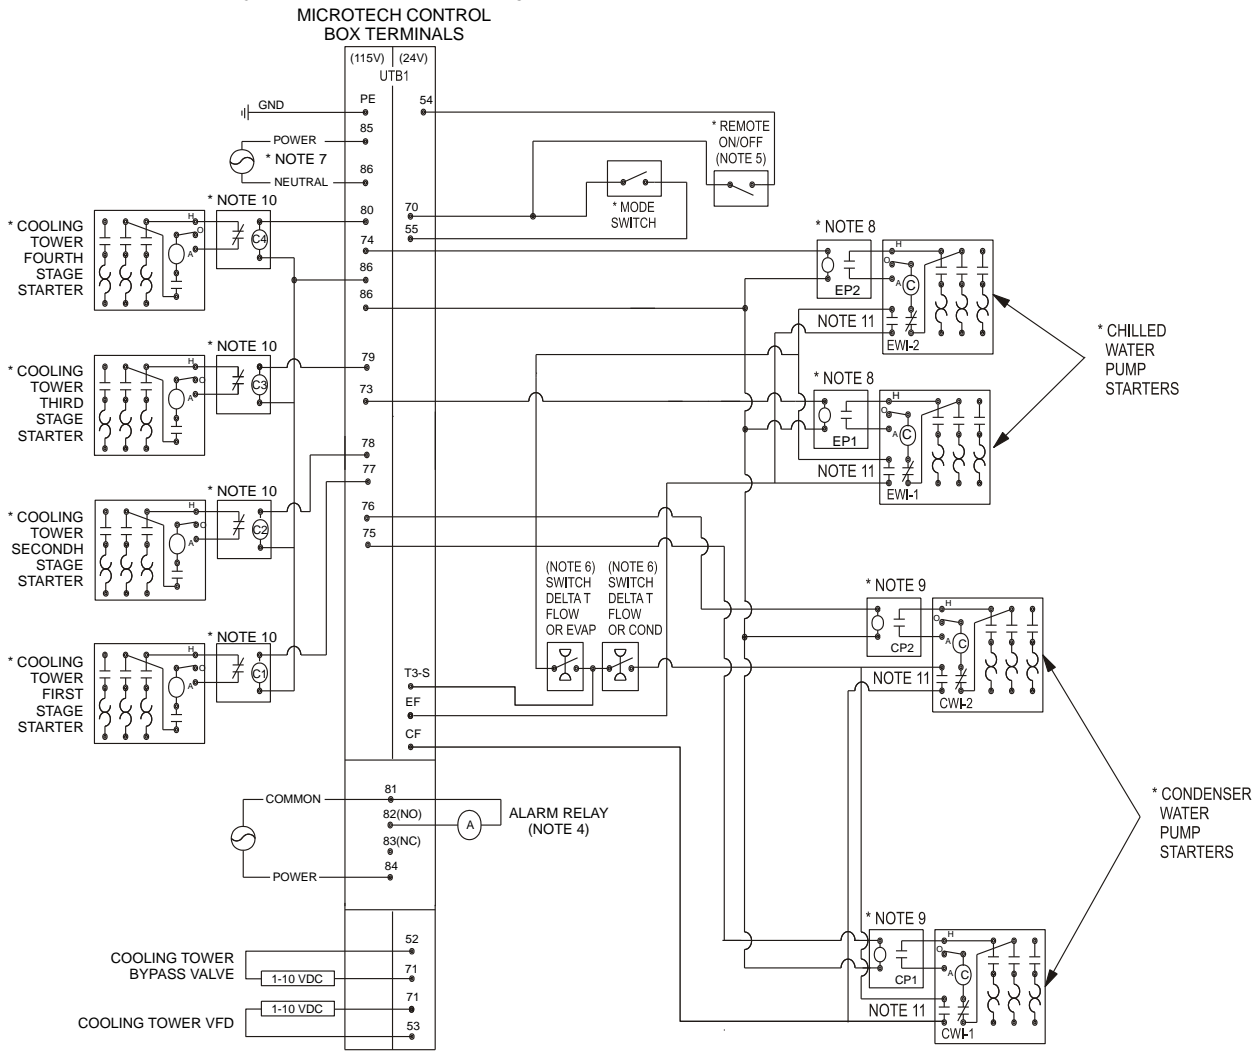 MICROTECH CONTROL
BOX TERMINALS
(115V)
(24V)
UTB1
GND
PE
54
85
POWER
* NOTE 7
86
NEUTRAL
* REMOTE
ON/OFF
(NOTE 5)
* MODE
SWITCH
* COOLING
TOWER
FOURTH
STAGE
STARTER
H
O
A
* NOTE 10
C4
80
70
55
74
86
86
* NOTE 8
EP2
H
O
A
C
NOTE 11
EWI-2
* CHILLED
WATER
PUMP
STARTERS
* COOLING
TOWER
THIRD
STAGE
STARTER
H
O
A
* NOTE 10
C3
79
73
* NOTE 8
EP1
H
O
A
C
NOTE 11
EWI-1
78
77
* COOLING
TOWER
SECONDH
STAGE
STARTER
H
O
A
* NOTE 10
C2
76
75
(NOTE 6)
SWITCH
DELTA T
FLOW
OR EVAP
(NOTE 6)
SWITCH
DELTA T
FLOW
OR COND
* NOTE 9
CP2
H
O
A
C
NOTE 11
CWI-2
* COOLING
TOWER
FIRST
STAGE
STARTER
H
O
A
* NOTE 10
C1
T3-S
EF
CF
COMMON
81
82(NO)
A
ALARM RELAY
(NOTE 4)
83(NC)
84
POWER
* CONDENSER
WATER
PUMP
STARTERS
* NOTE 9
CP1
H
O
A
C
NOTE 11
CWI-1
COOLING TOWER
BYPASS VALVE
52
1-10 VDC
71
1-10 VDC
71
COOLING TOWER VFD
53